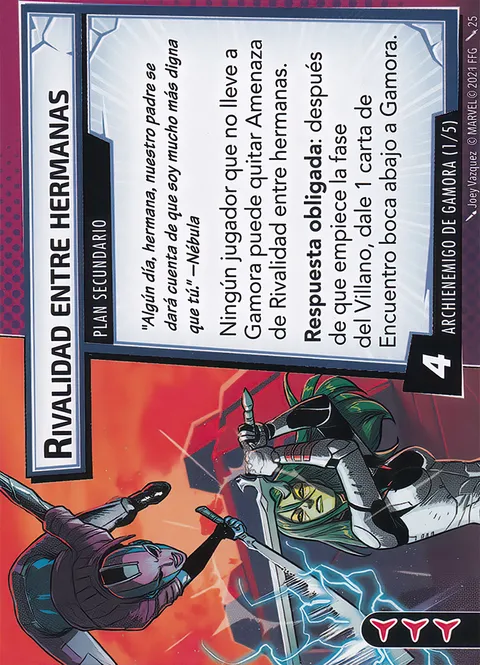 RIVALIDAD ENTRE HERMANAS
PLAN SECUNDARIO
"Algún día, hermana, nuestro padre se
dará cuenta de que soy mucho más digna
que tú." —Nébula
Ningún jugador que no lleve a
Gamora puede quitar Amenaza
de Rivalidad entre hermanas.
Respuesta obligada: después
de que empiece la fase
del Villano, dale 1 carta de
Encuentro boca abajo a Gamora.
4
ARCHIENEMIGO DE GAMORA (1/5)
Joey Vazquez © MARVEL © 2021 FFG 25